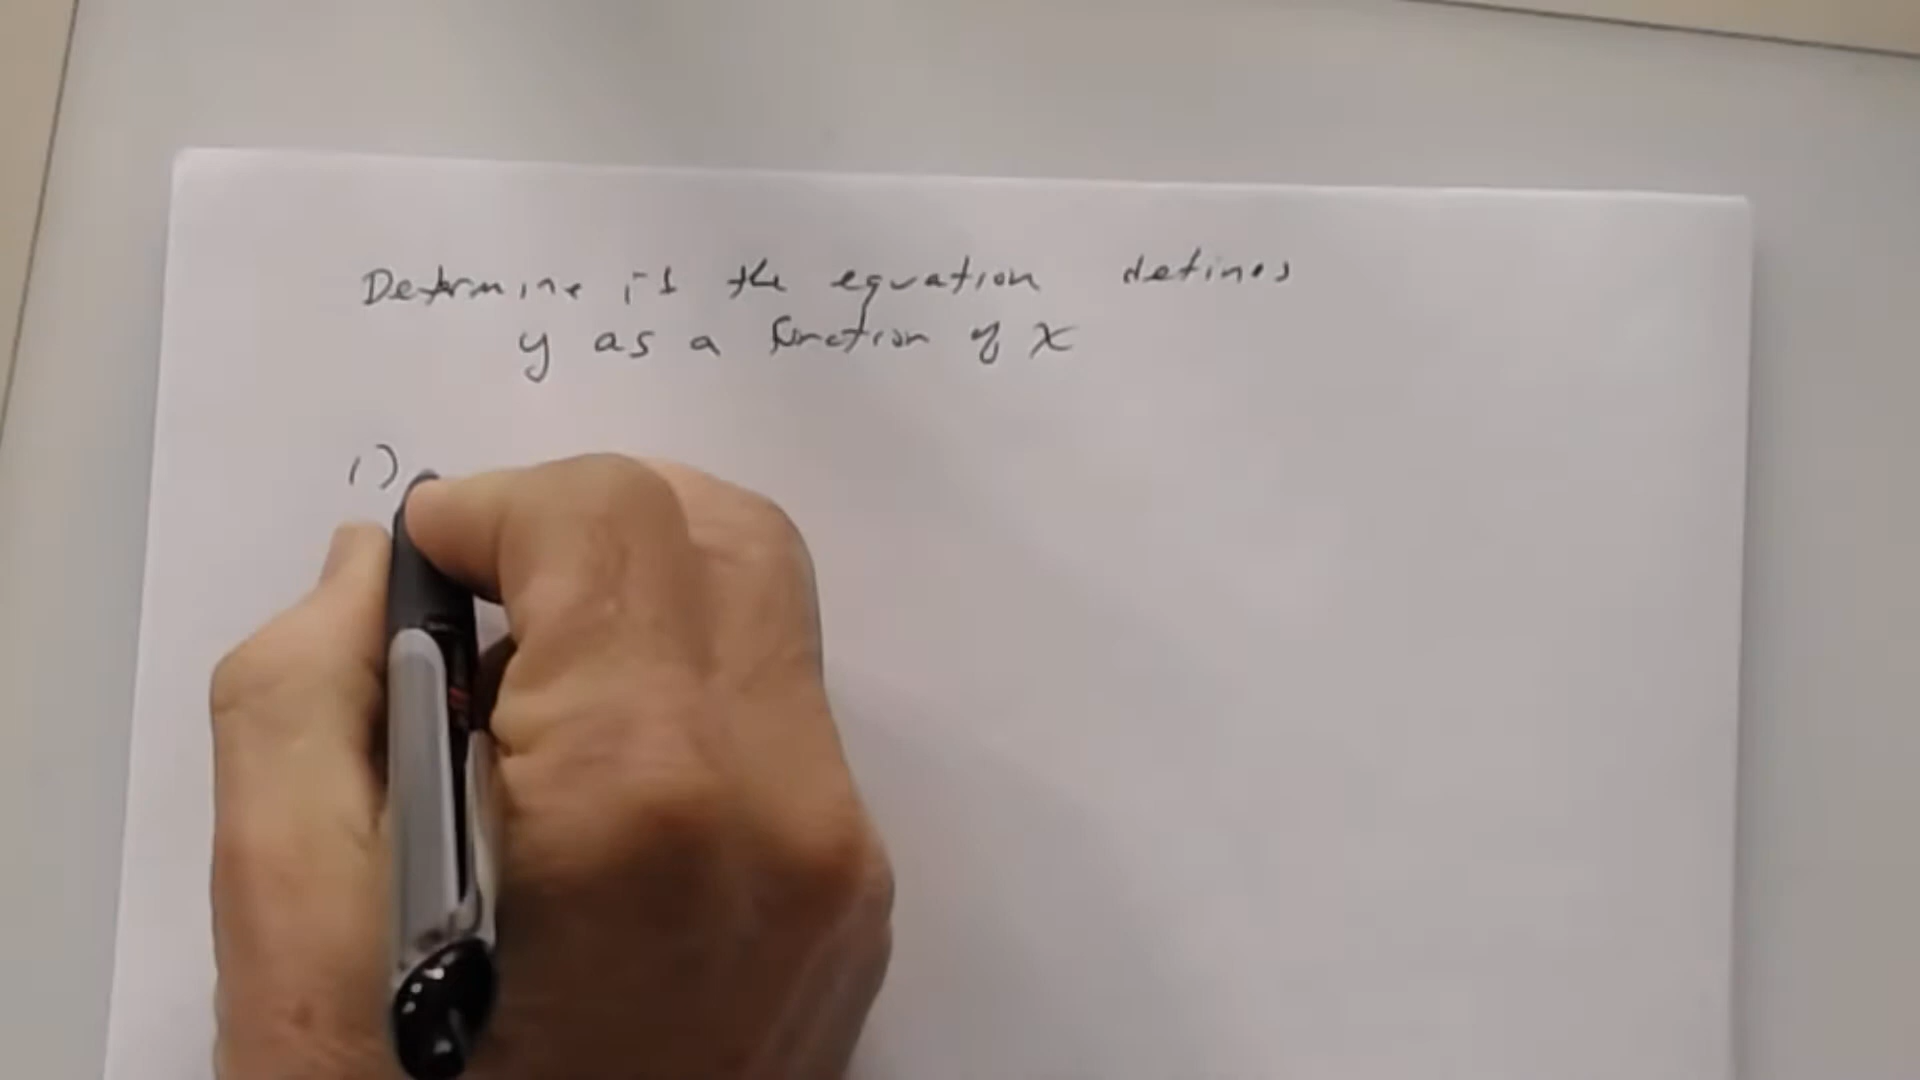 Determine if the equation defines
y as a function of x
1)